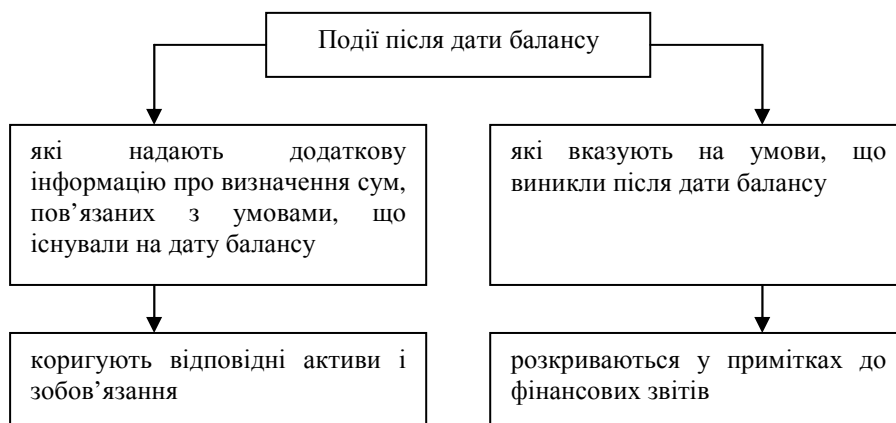 Події після дати балансу
які надають додаткову
інформацію про визначення сум,
пов’язаних з умовами, що
існували на дату балансу
які вказують на умови, що
виникли після дати балансу
коригують відповідні активи і
зобов’язання
розкриваються у примітках до
фінансових звітів